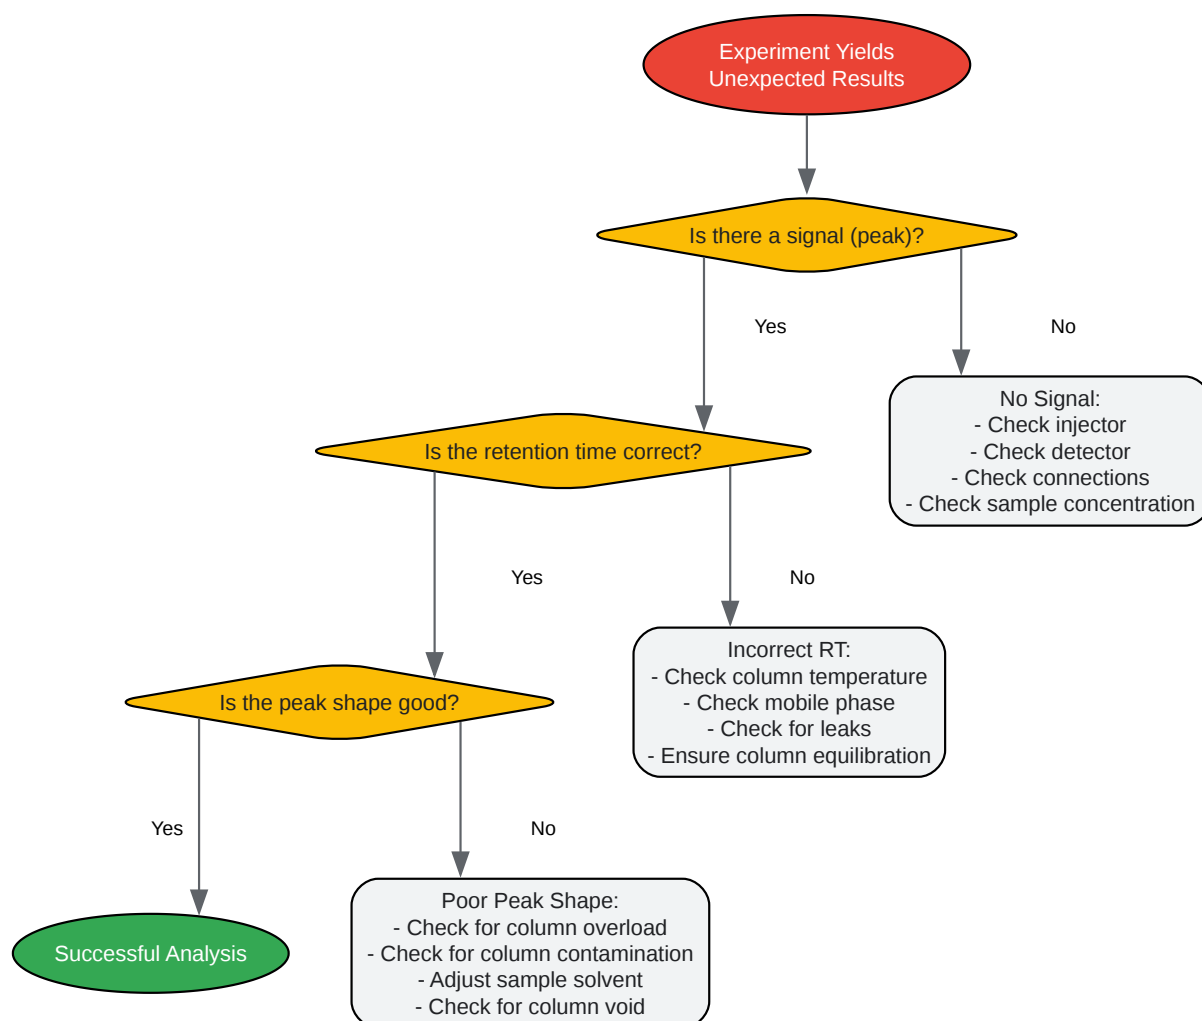 Experiment Yields
Unexpected Results
Is there a signal (peak)?
Yes
No
No Signal:
- Check injector
- Check detector
- Check connections
- Check sample concentration
Is the retention time correct?
Yes
No
Incorrect RT:
- Check column temperature
- Check mobile phase
- Check for leaks
- Ensure column equilibration
Is the peak shape good?
Yes
No
Successful Analysis
Poor Peak Shape:
- Check for column overload
- Check for column contamination
- Adjust sample solvent
- Check for column void